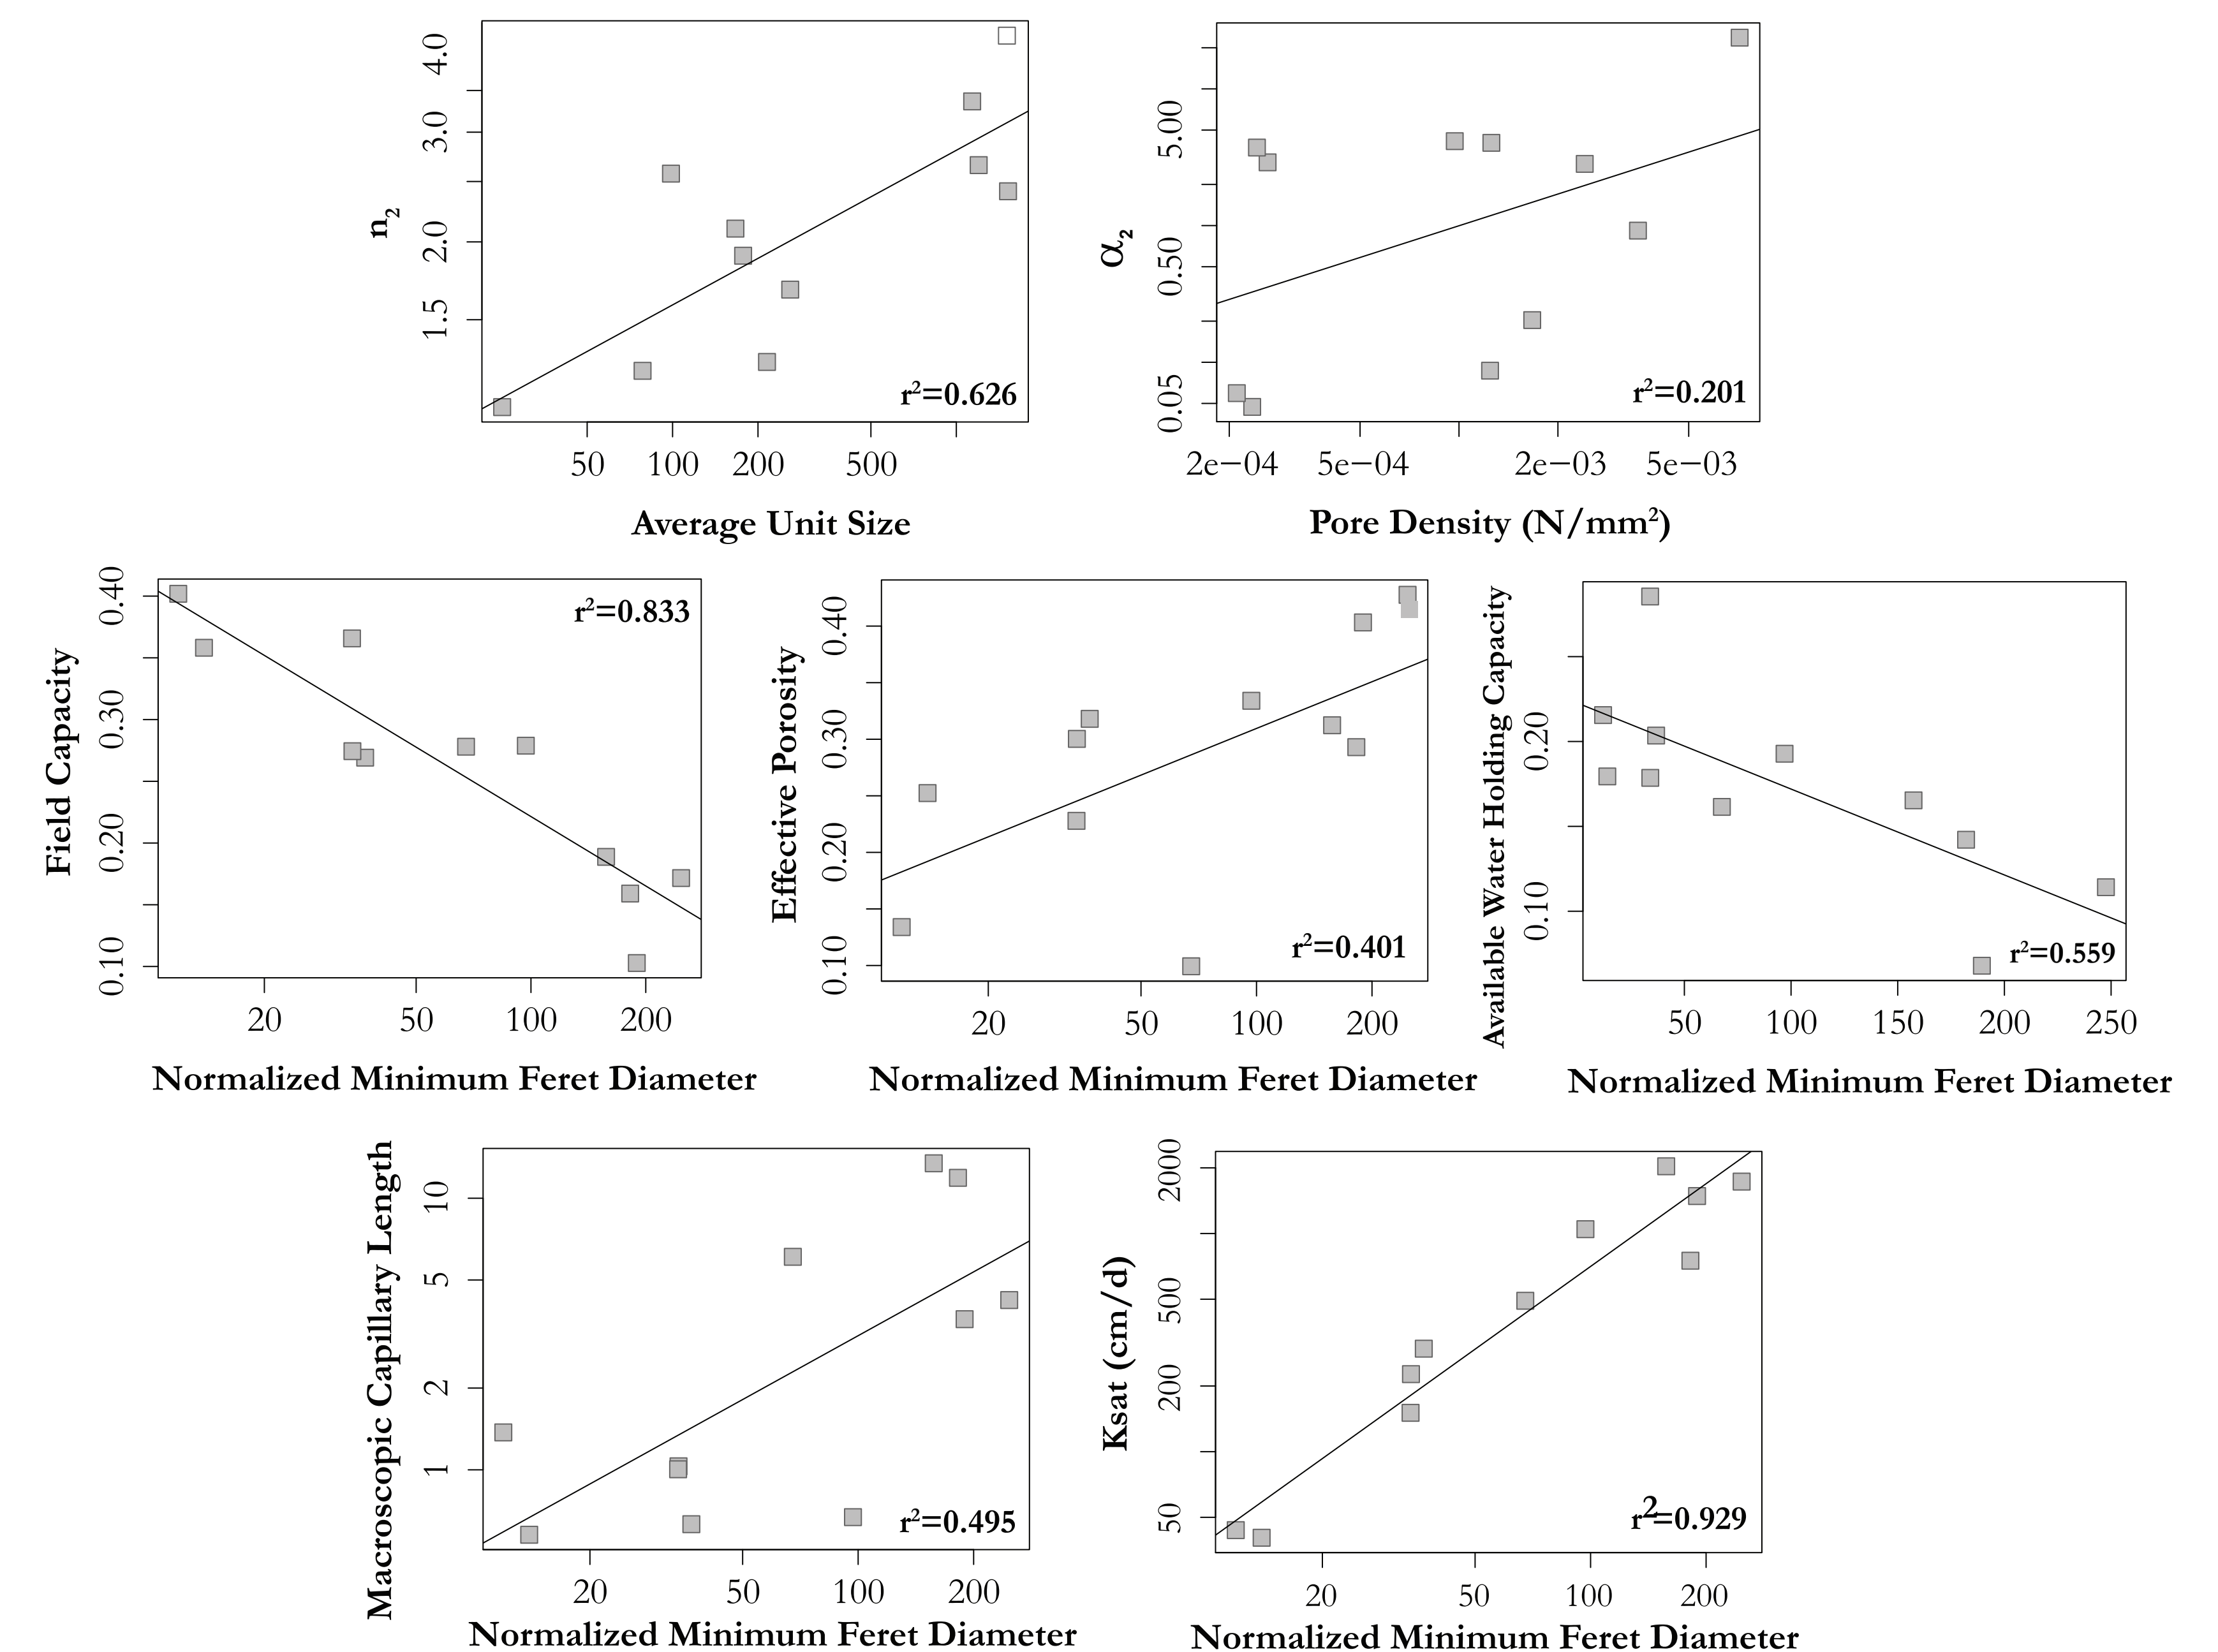 n2
4.0
3.0
2.0
1.5
r²=0.626
50 100 200 500
Average Unit Size
α2
5.00
0.50
0.05
r²=0.201
2e−04 5e−04 2e−03 5e−03
Pore Density (N/mm²)
Field Capacity
0.40
0.30
0.20
0.10
r²=0.833
20 50 100 200
Normalized Minimum Feret Diameter
Effective Porosity
0.40
0.30
0.20
0.10
r²=0.401
20 50 100 200
Normalized Minimum Feret Diameter
Available Water Holding Capacity
0.20
0.10
r²=0.559
50 100 150 200 250
Normalized Minimum Feret Diameter
Macroscopic Capillary Length
10
5
2
1
r²=0.495
20 50 100 200
Normalized Minimum Feret Diameter
Ksat (cm/d)
2000
500
200
50
r²=0.929
20 50 100 200
Normalized Minimum Feret Diameter